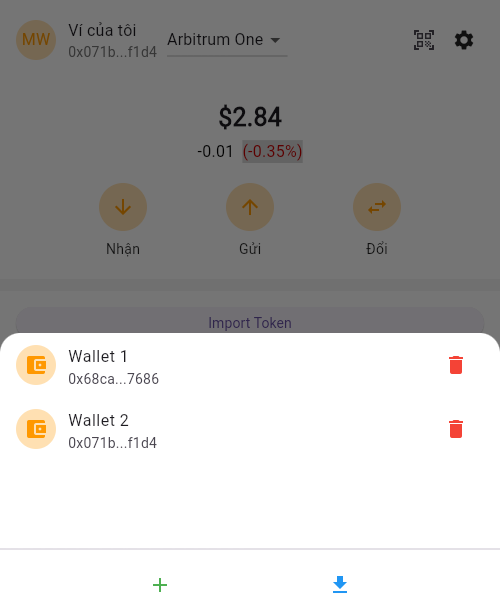 MW
Ví của tôi
0x071b...f1d4
Arbitrum One
$2.84
-0.01 (-0.35%)
Nhận
Gửi
Đổi
Import Token
Wallet 1
0x68ca...7686
Wallet 2
0x071b...f1d4